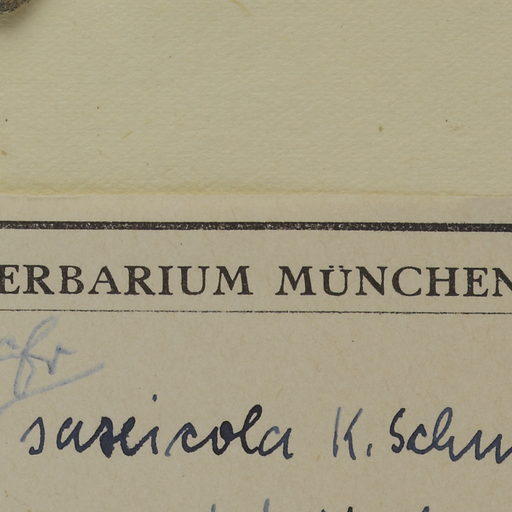 ERBARIUM MÜNCHEN
saxicola K. Schu